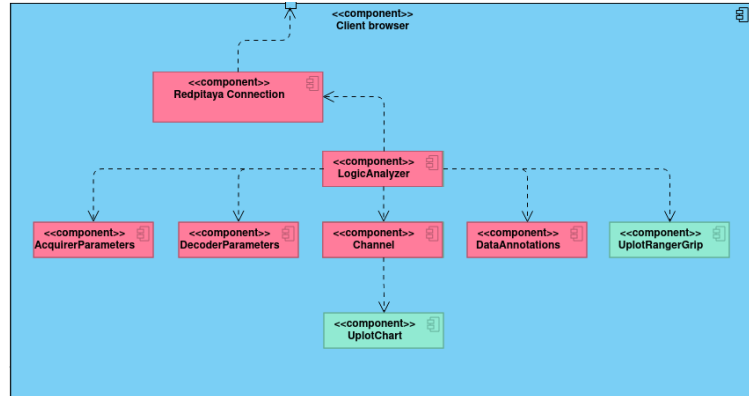 <<component>>
Client browser
<<component>>
Redpitaya Connection
<<component>>
LogicAnalyzer
<<component>>
AcquirerParameters
<<component>>
DecoderParameters
<<component>>
Channel
<<component>>
DataAnnotations
<<component>>
UplotRangerGrip
<<component>>
UplotChart